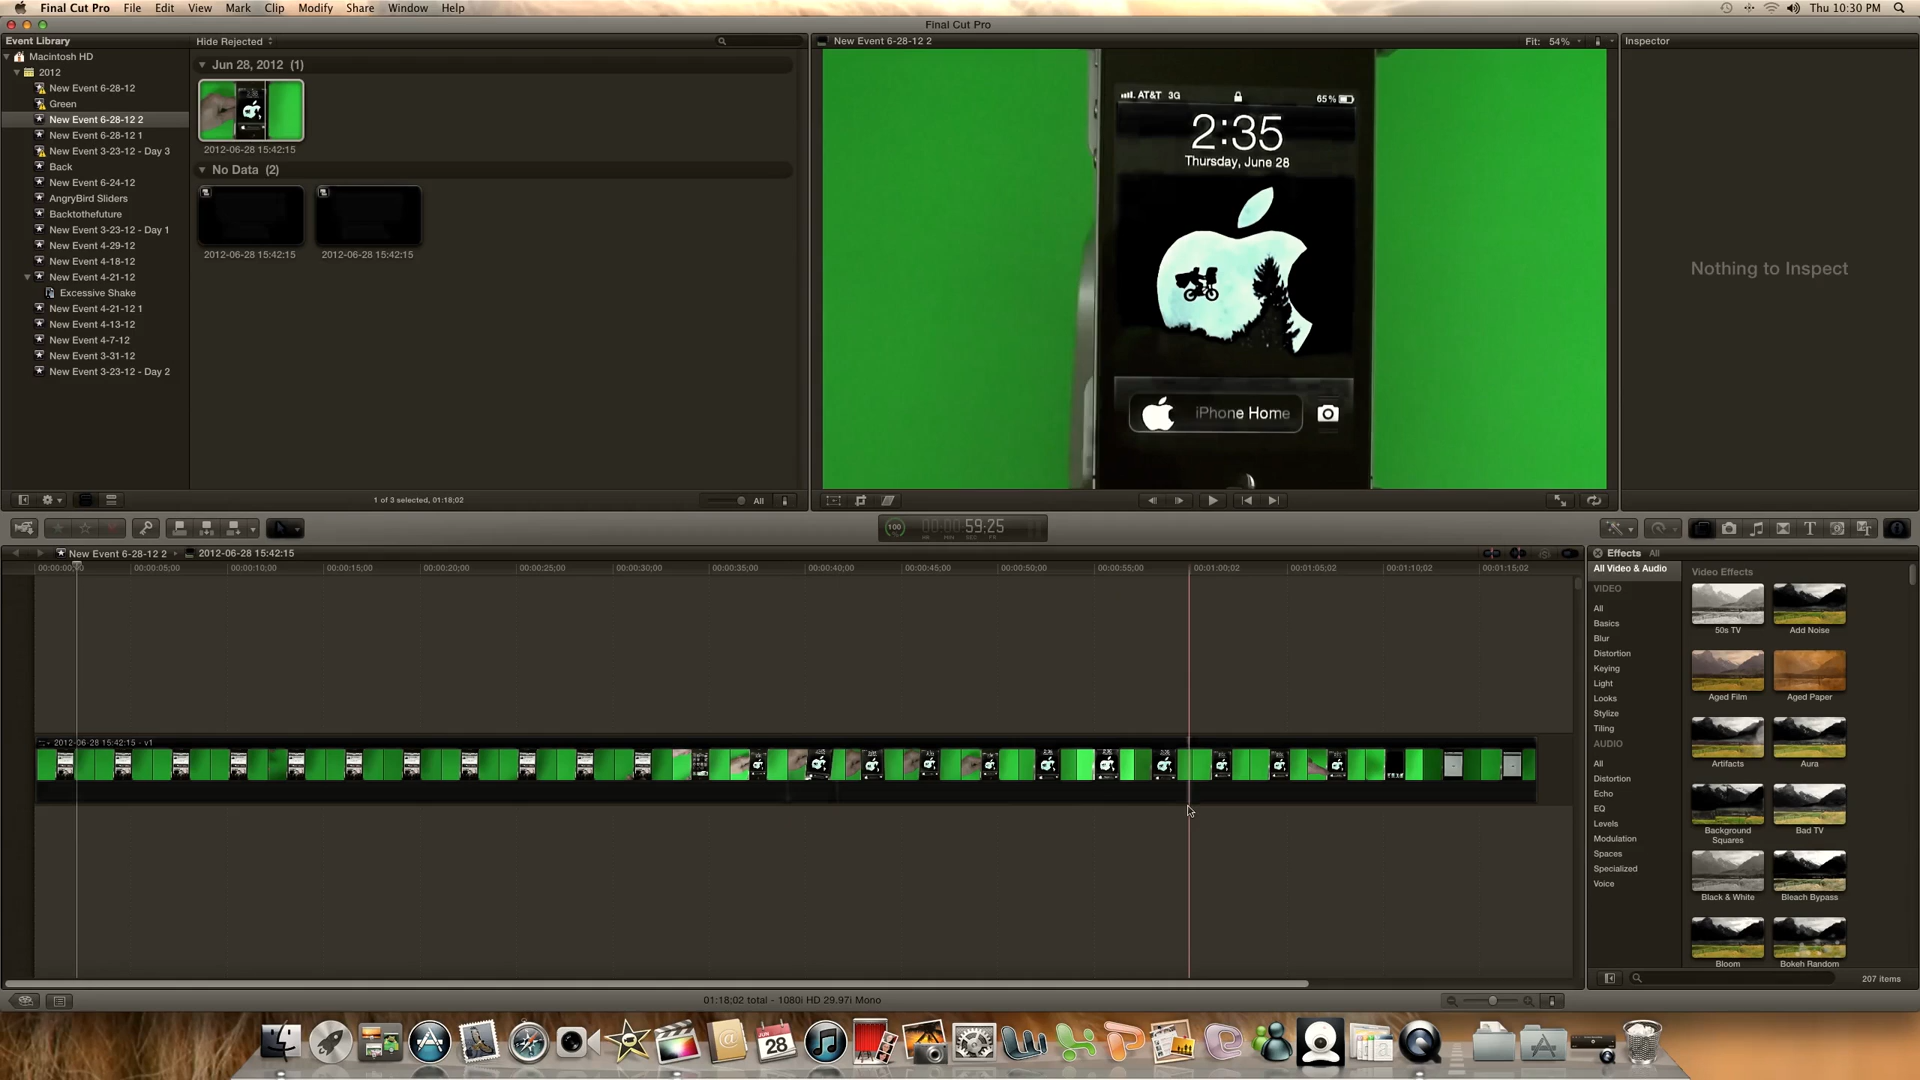 Final Cut Pro File Edit View Clip Mark Modify Share Window Help
Thu 10:30 PM
Final Cut Pro
Event Library
Macintosh HD
2012
New Event 6-28-12
Green
New Event 6-28-12 2
New Event 6-28-12 1
New Event 3-23-12 - Day 3
Back
New Event 6-24-12
AngryBird Sliders
Backtothefuture
New Event 3-23-12 - Day 1
New Event 4-29-12
New Event 4-18-12
New Event 4-21-12
Excessive Shake
New Event 4-21-12 1
New Event 4-13-12
New Event 4-7-12
New Event 3-31-12
New Event 3-23-12 - Day 2
Hide Rejected
Jun 28, 2012 (1)
2012-06-28 15:42:15
No Data (2)
2012-06-28 15:42:15
2012-06-28 15:42:15
1 of 3 selected, 01:18;02
All
New Event 6-28-12 2
Fit: 54%
AT&T 3G
65%
2:35
Thursday, June 28
iPhone Home
Inspector
Nothing to Inspect
100
00:00:59:25
HR MIN SEC FR
New Event 6-28-12 2
2012-06-28 15:42:15
00:00:00;00
00:00:05;00
00:00:10;00
00:00:15;00
00:00:20;00
00:00:25;00
00:00:30;00
00:00:35;00
00:00:40;00
00:00:45;00
00:00:50;00
00:00:55;00
00:01:00;02
00:01:05;02
00:01:10;02
00:01:15;02
2012-06-28 15:42:15 - v1
Effects All
All Video & Audio
VIDEO
All
Basics
Blur
Distortion
Keying
Light
Looks
Stylize
Tiling
AUDIO
All
Distortion
Echo
EQ
Levels
Modulation
Spaces
Specialized
Voice
Video Effects
50s TV
Add Noise
Aged Film
Aged Paper
Artifacts
Aura
Background Squares
Bad TV
Black & White
Bleach Bypass
Bloom
Bokeh Random
207 items
01:18;02 total - 1080i HD 29.97i Mono
JUN
28